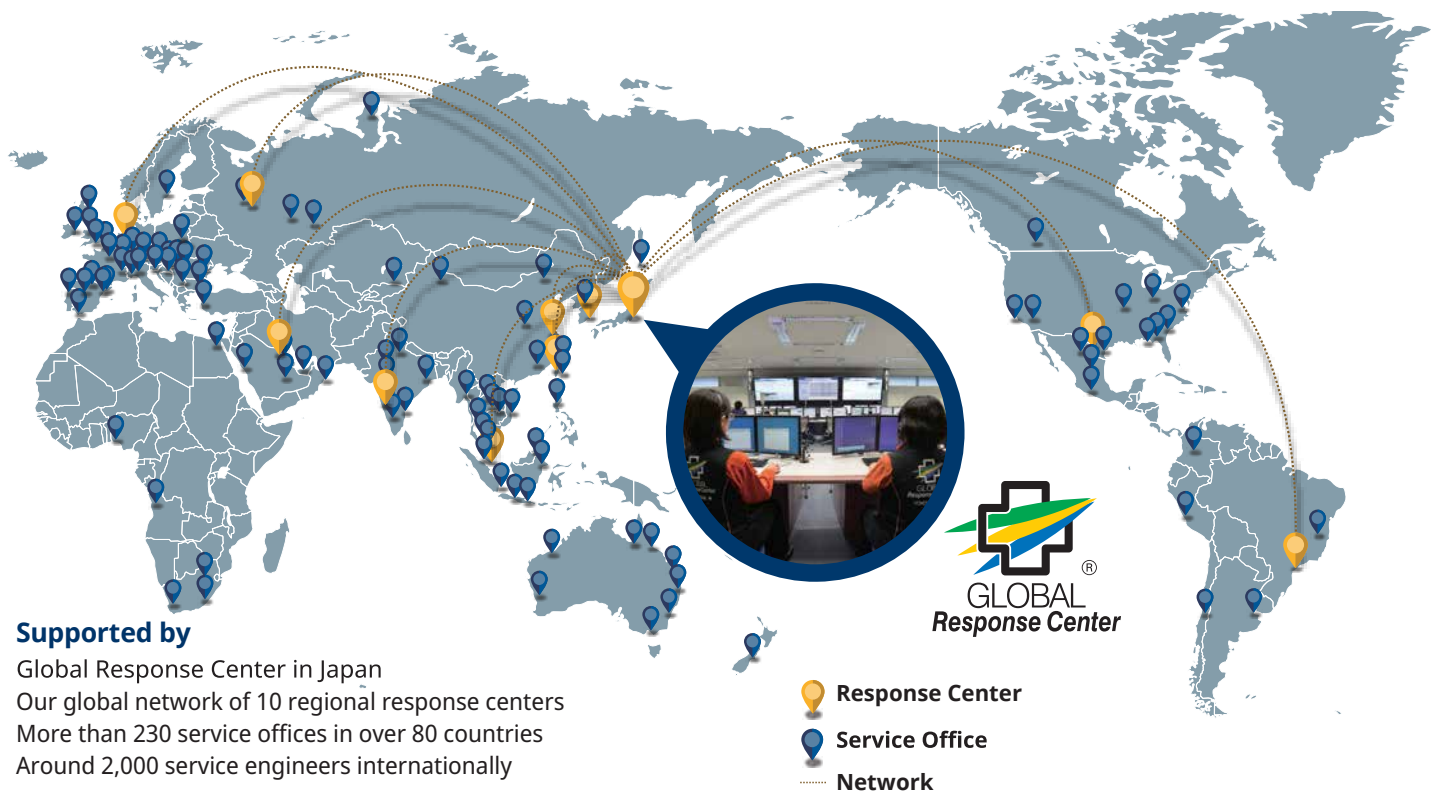 GLOBAL
Response Center
®
Supported by
Global Response Center in Japan
Our global network of 10 regional response centers
More than 230 service offices in over 80 countries
Around 2,000 service engineers internationally
Response Center
Service Office
Network